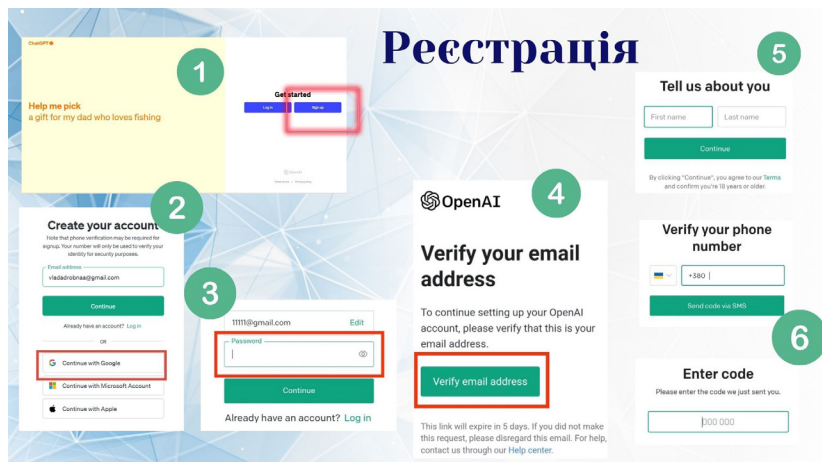 Реєстрація
1
ChatGPT
Help me pick
a gift for my dad who loves fishing
Get started
Log in
Sign up
OpenAI
Terms of use | Privacy policy
2
Create your account
Note that phone verification may be required for
signup. Your number will only be used to verify your
identity for security purposes.
Email address
vladadrobnaa@gmail.com
Continue
Already have an account? Log in
OR
Continue with Google
Continue with Microsoft Account
Continue with Apple
3
11111@gmail.com
Edit
Password
Continue
Already have an account? Log in
4
OpenAI
Verify your email
address
To continue setting up your OpenAI
account, please verify that this is your
email address.
Verify email address
This link will expire in 5 days. If you did not make
this request, please disregard this email. For help,
contact us through our Help center.
5
Tell us about you
First name
Last name
Continue
By clicking "Continue", you agree to our Terms
and confirm you're 18 years or older.
Verify your phone
number
+380
Send code via SMS
6
Enter code
Please enter the code we just sent you.
000 000